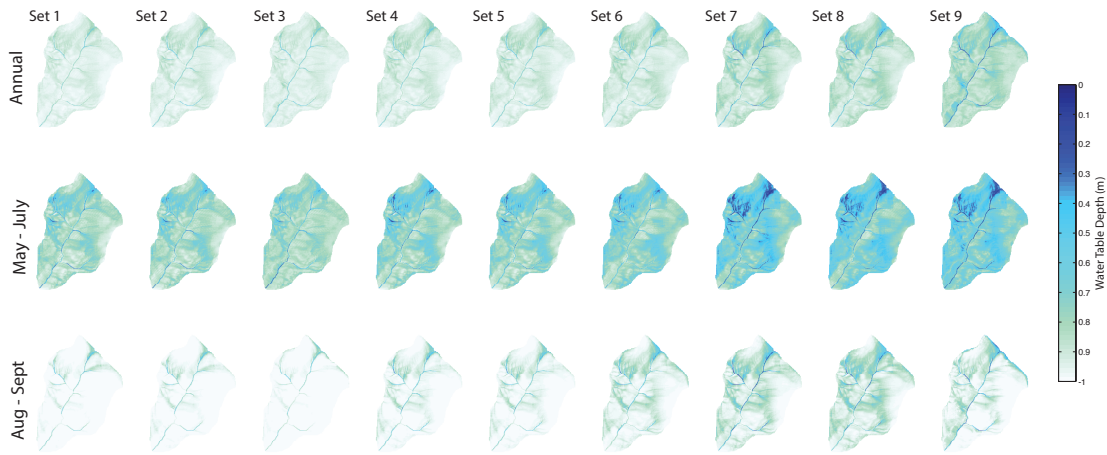 Set 1
Set 2
Set 3
Set 4
Set 5
Set 6
Set 7
Set 8
Set 9
Annual
May - July
Aug - Sept
0
0.1
0.2
0.3
0.4
0.5
0.6
0.7
0.8
0.9
-1
Water Table Depth (m)